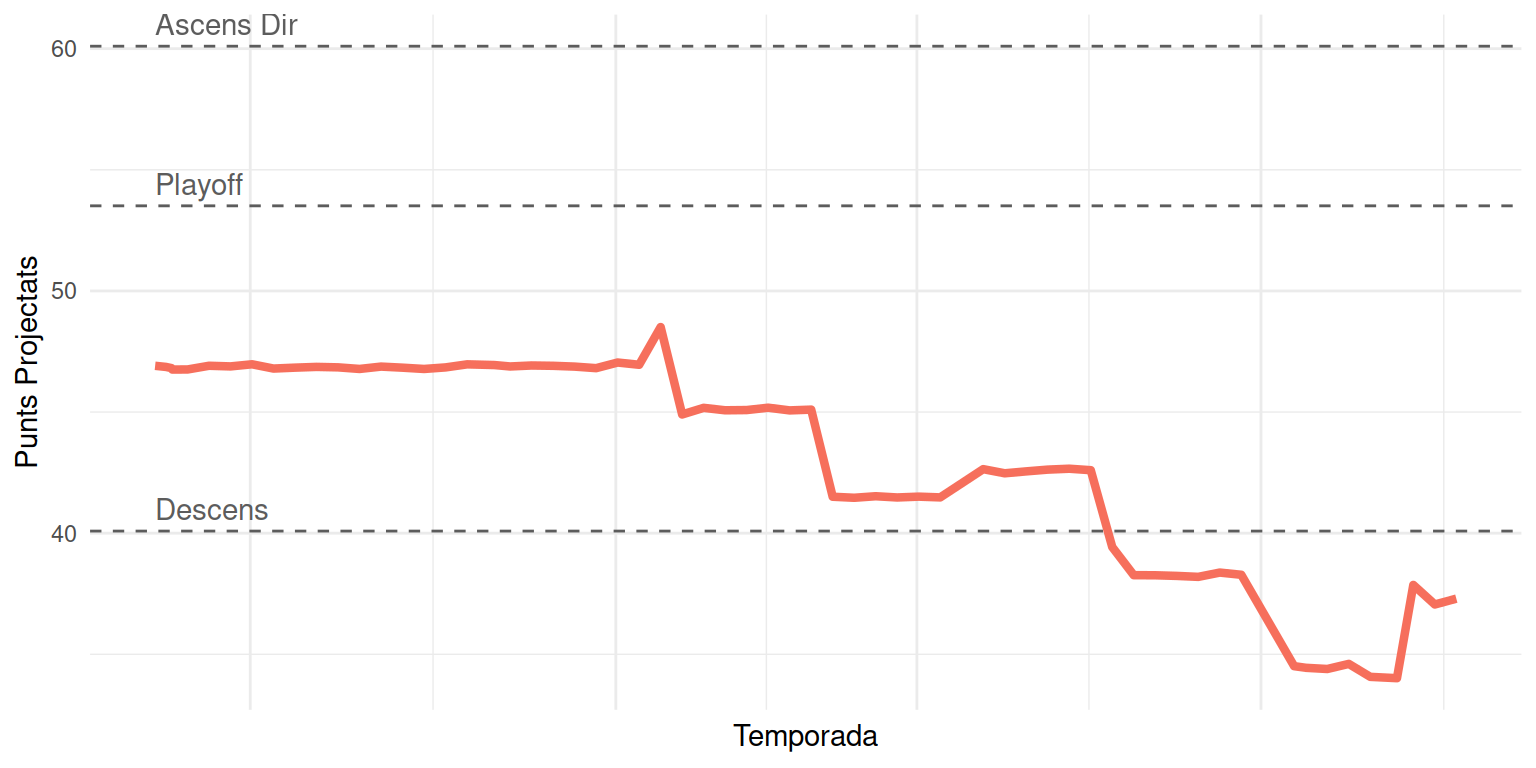 Ascens Dir
60
Playoff
50
Descens
40
Punts Projectats
Temporada